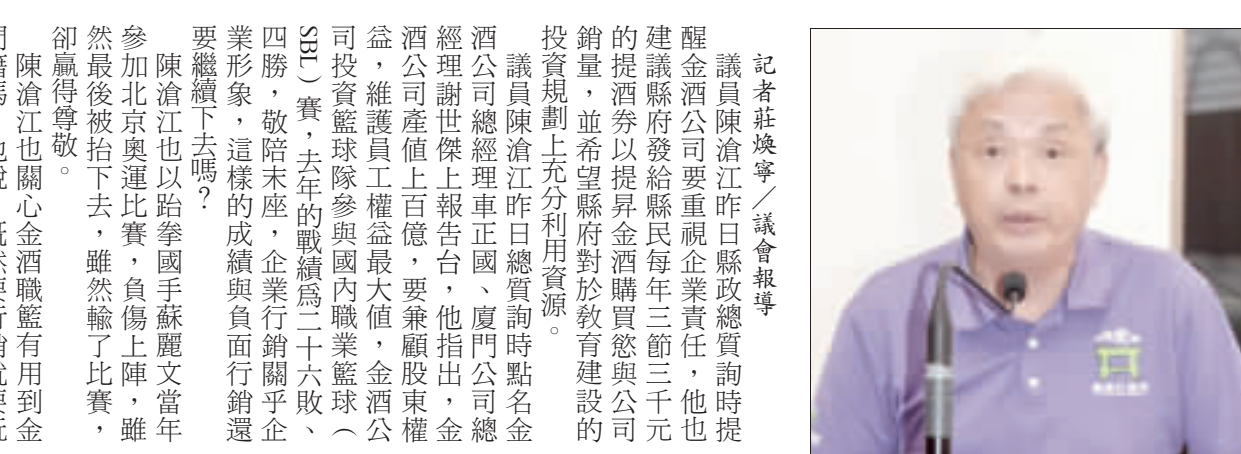 記者莊煥寧／議會報導
議員陳滄江昨日縣政總質詢時提
醒金酒公司要重視企業責任，他也
建議縣府發給縣民每年三節三千元
的提酒券以提昇金酒購買慾與公司
銷量，並希望縣府對於敎育建設的
投資規劃上充分利用資源。
議員陳滄江昨日總質詢時點名金
酒公司總經理車正國、廈門公司總
經理謝世傑上報告台，他指出，金
酒公司產値上百億，要兼顧股東權
益，維護員工權益最大値，金酒公
司投資籃球隊參與國內職業籃球（
SBL）賽，去年的戰績爲二十六敗、
四勝，敬陪末座，企業行銷關乎企
業形象，這樣的成績與負面行銷還
要繼續下去嗎？
陳滄江也以跆拳國手蘇麗文當年
參加北京奧運比賽，負傷上陣，雖
然最後被抬下去，雖然輸了比賽，
卻贏得尊敬。
陳滄江也關心金酒職籃有用到金